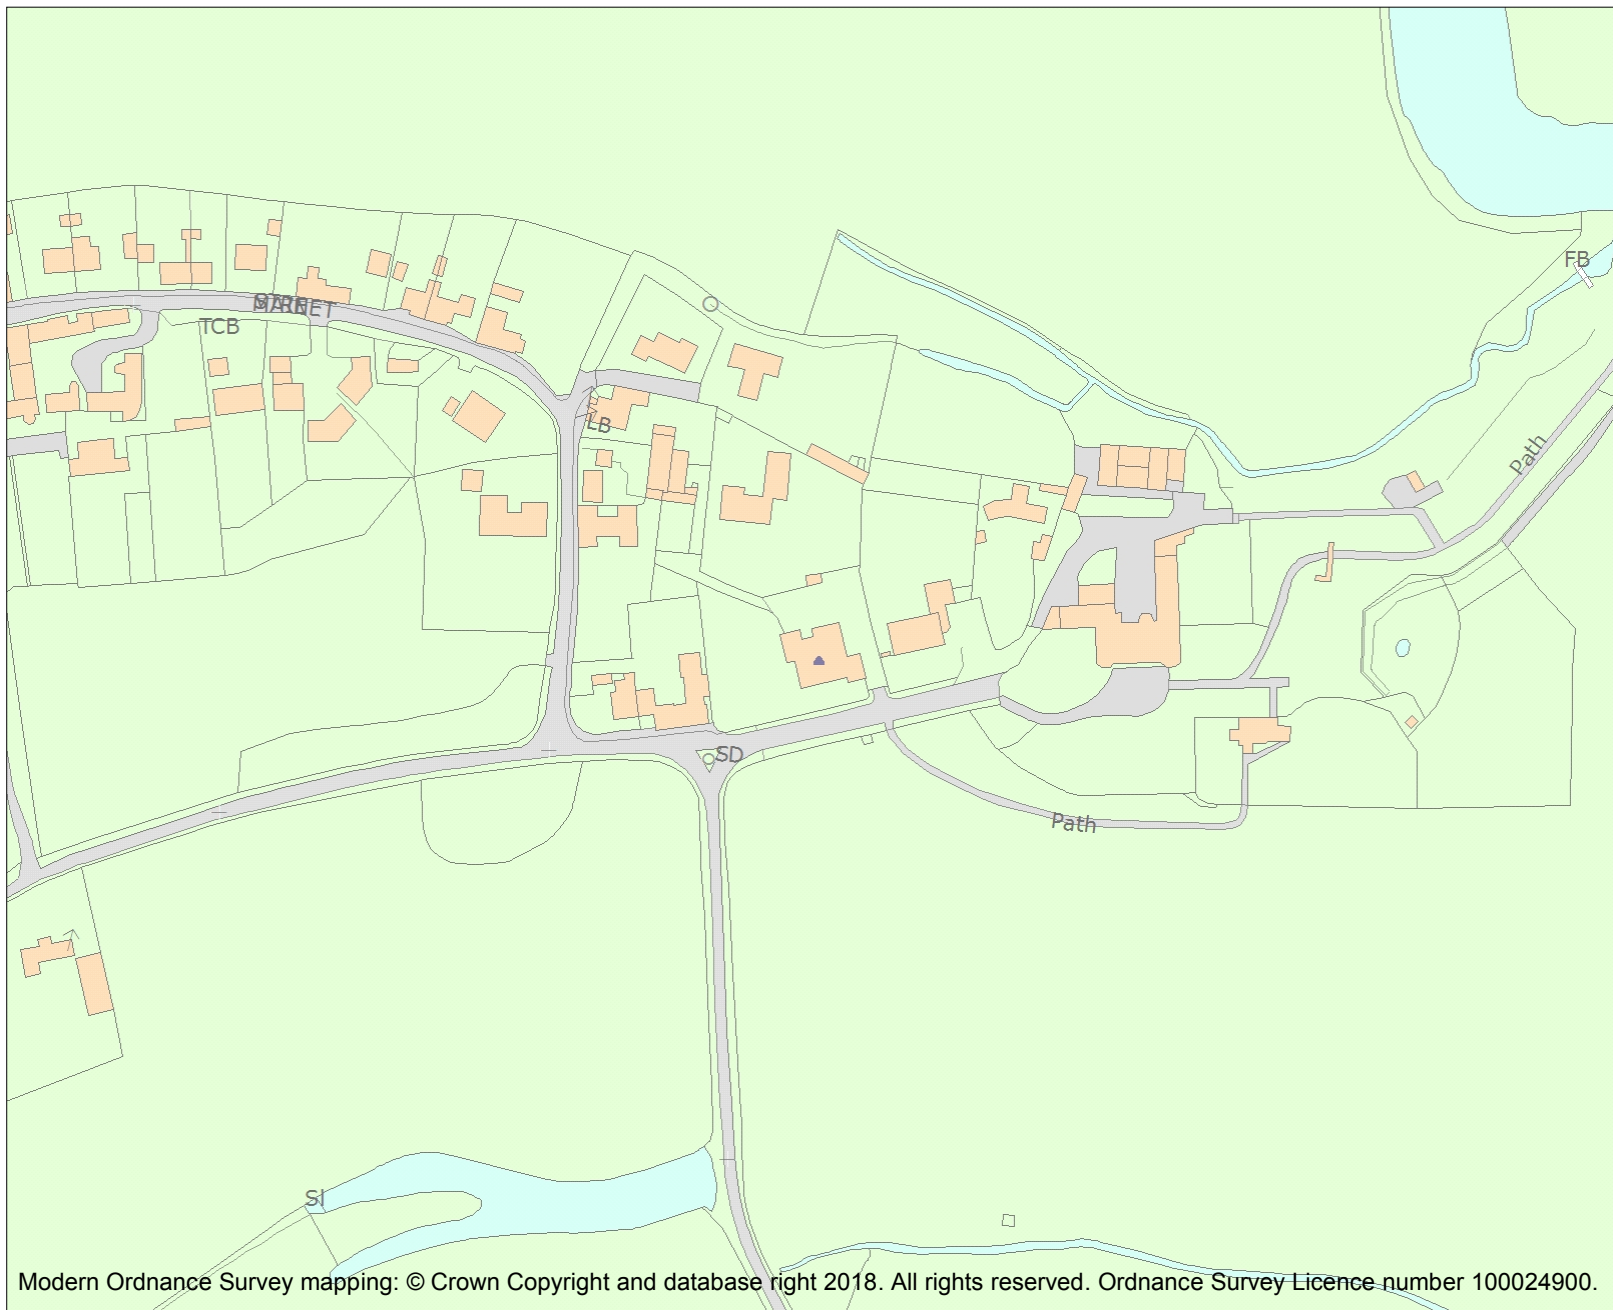 FB
TCB
LB
Path
SD
Path
Sl
Modern Ordnance Survey mapping: © Crown Copyright and database right 2018. All rights reserved. Ordnance Survey Licence number 100024900.